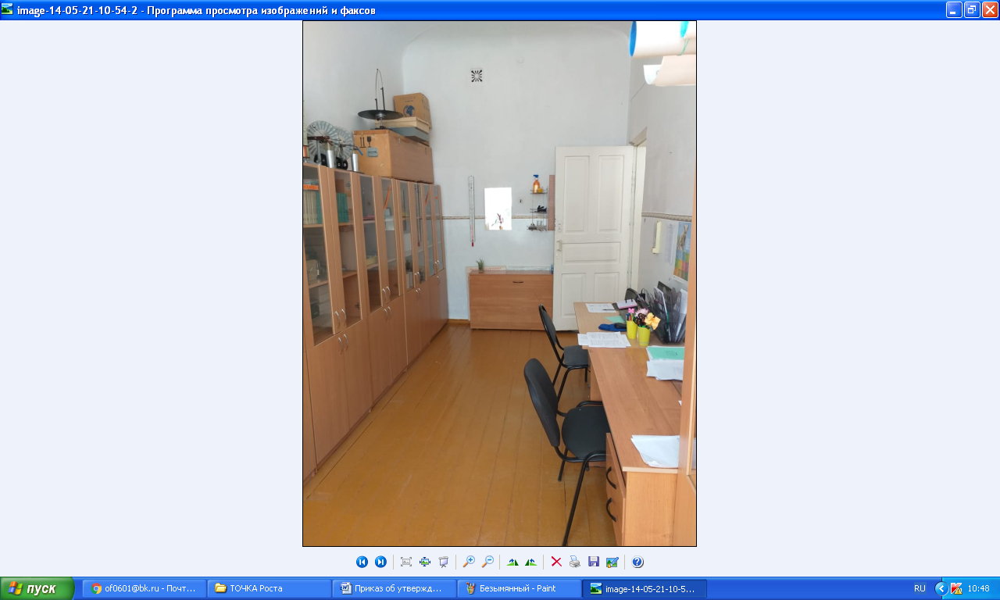 image-14-05-21-10-54-2 - Программа просмотра изображений и факсов
пуск
of0601@bk.ru - Почт...
ТОЧКА Роста
Приказ об утвержд...
Безымянный - Paint
image-14-05-21-10-5...
RU
10:48